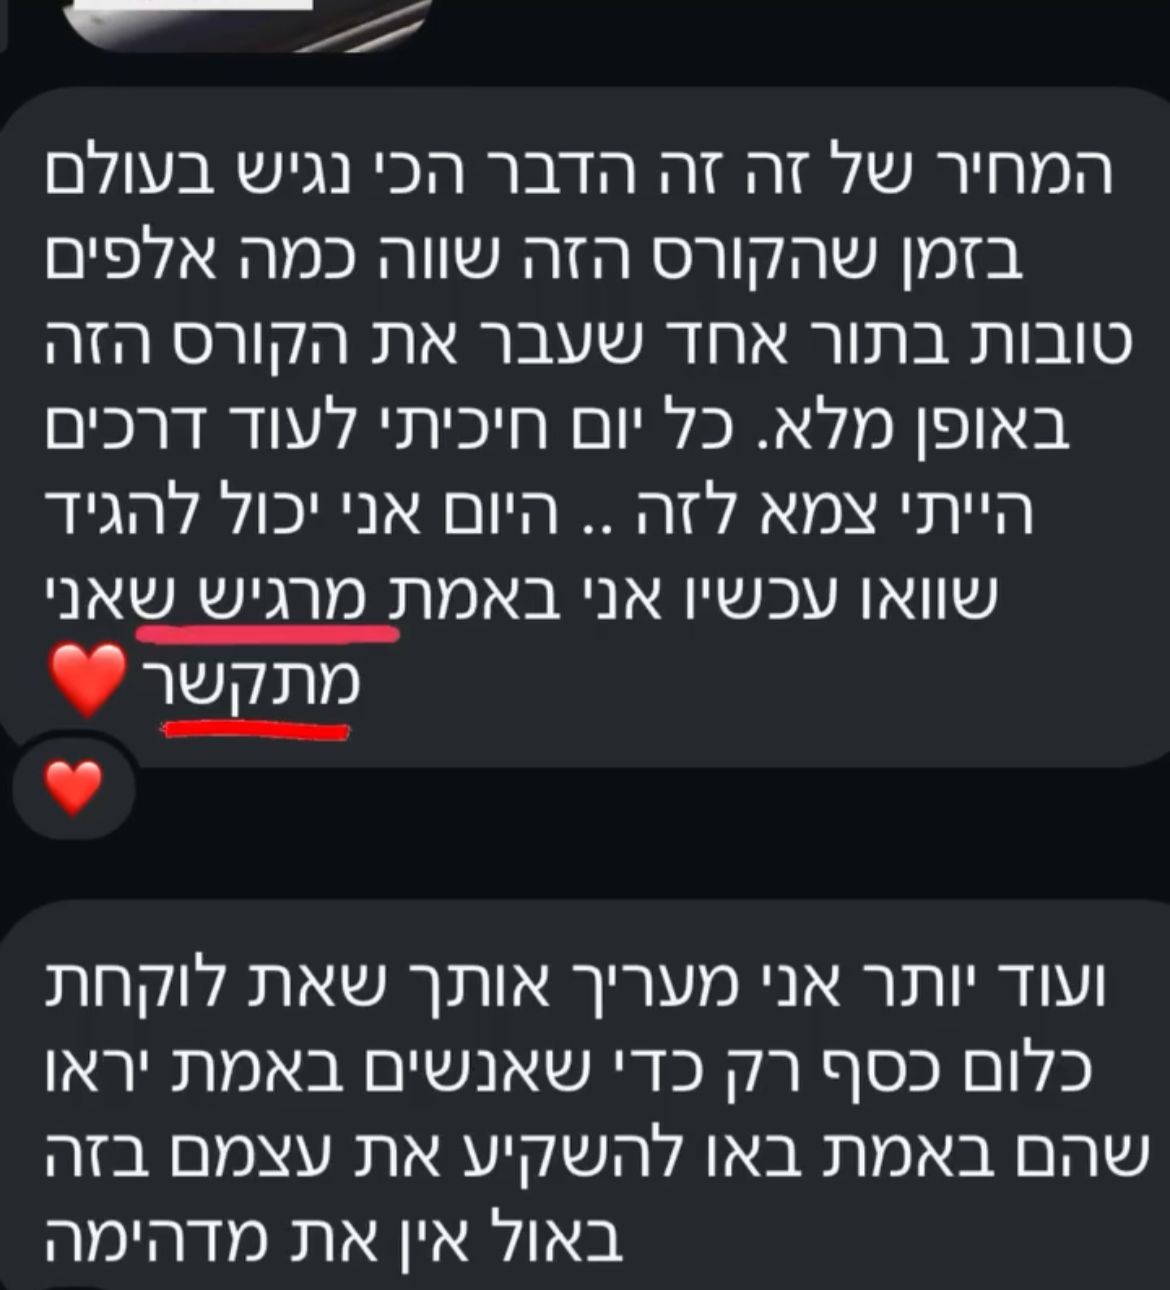 המחיר של זה זה הדבר הכי נגיש בעולם
בזמן שהקורס הזה שווה כמה אלפים
טובות בתור אחד שעבר את הקורס הזה
באופן מלא. כל יום חיכיתי לעוד דרכים
הייתי צמא לזה .. היום אני יכול להגיד
שוואו עכשיו אני באמת מרגיש שאני
מתקשר ❤️
❤️
ועוד יותר אני מעריך אותך שאת לוקחת
כלום כסף רק כדי שאנשים באמת יראו
שהם באמת באו להשקיע את עצמם בזה
באול אין את מדהימה